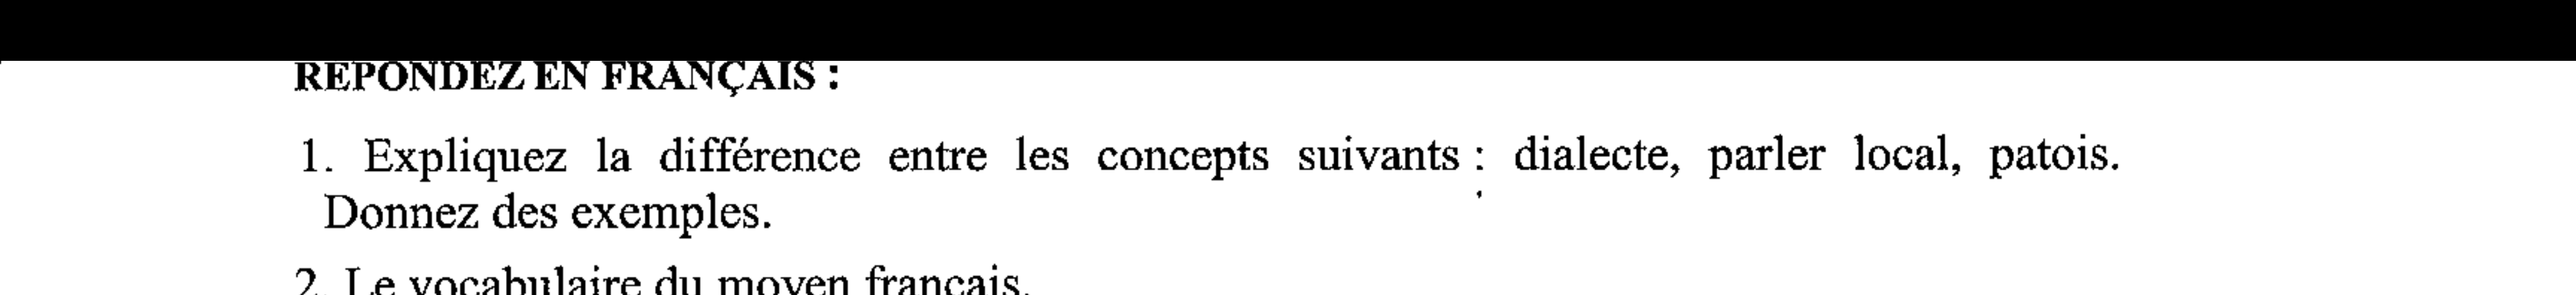 REPONDEZ EN FRANÇAIS :
1. Expliquez la différence entre les concepts suivants : dialecte, parler local, patois.
Donnez des exemples.
2. Le vocabulaire du moyen français.